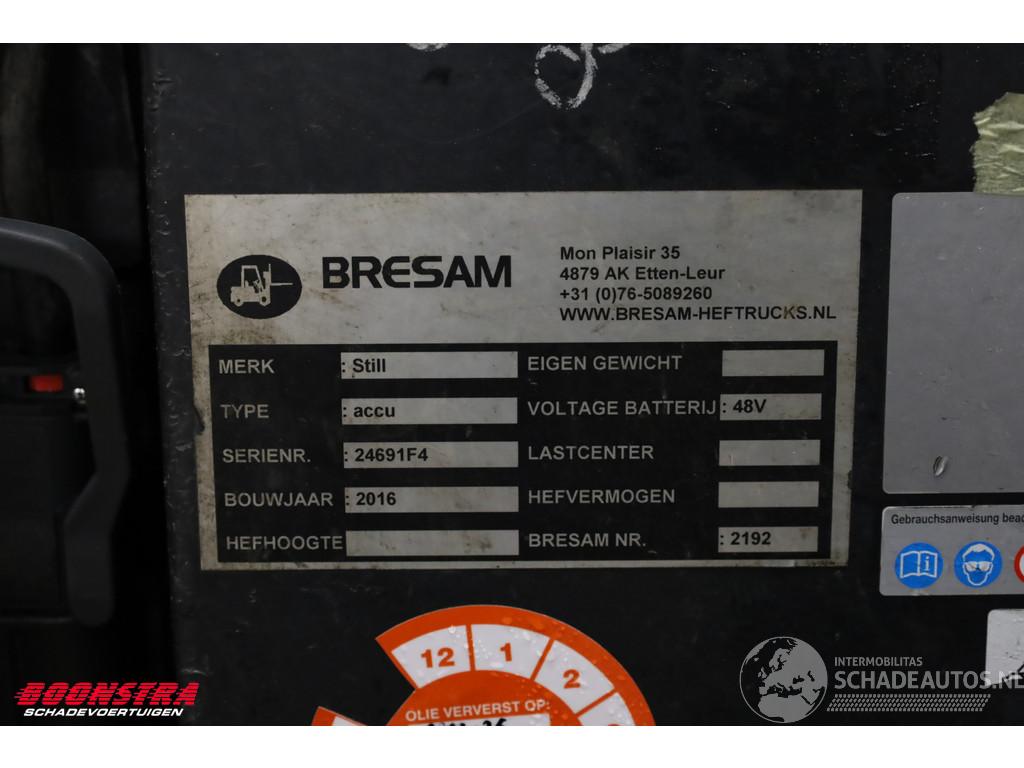 BRESAM
Mon Plaisir 35
4879 AK Etten-Leur
+31 (0)76-5089260
WWW.BRESAM-HEFTRUCKS.NL
MERK : Still
EIGEN GEWICHT
TYPE : accu
VOLTAGE BATTERIJ : 48V
SERIENR. : 24691F4
LASTCENTER
BOUWJAAR : 2016
HEFVERMOGEN
HEFHOOGTE
BRESAM NR. : 2192
Gebrauchsanweisung
12 1 2
OLIE VERVERST OP:
BOONSTRA
SCHADEVOERTUIGEN
INTERMOBILITAS
SCHADEAUTOS.NL